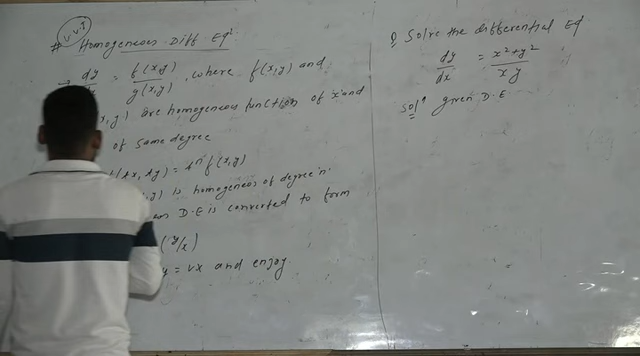 V.V.I
# Homogeneous Diff Eqⁿ
→ dy/dx = f(x,y)/g(x,y), where f(x,y) and
x,y) are homogeneous function of x and
of same degree
f(λx, λy) = λⁿ f(x,y)
,y) is homogeneous of degree 'n'.
D.E is converted to form
(y/x)
y = vx and enjoy
Q Solve the differential Eqⁿ
dy/dx = x²+y²/xy
Solⁿ given D.E